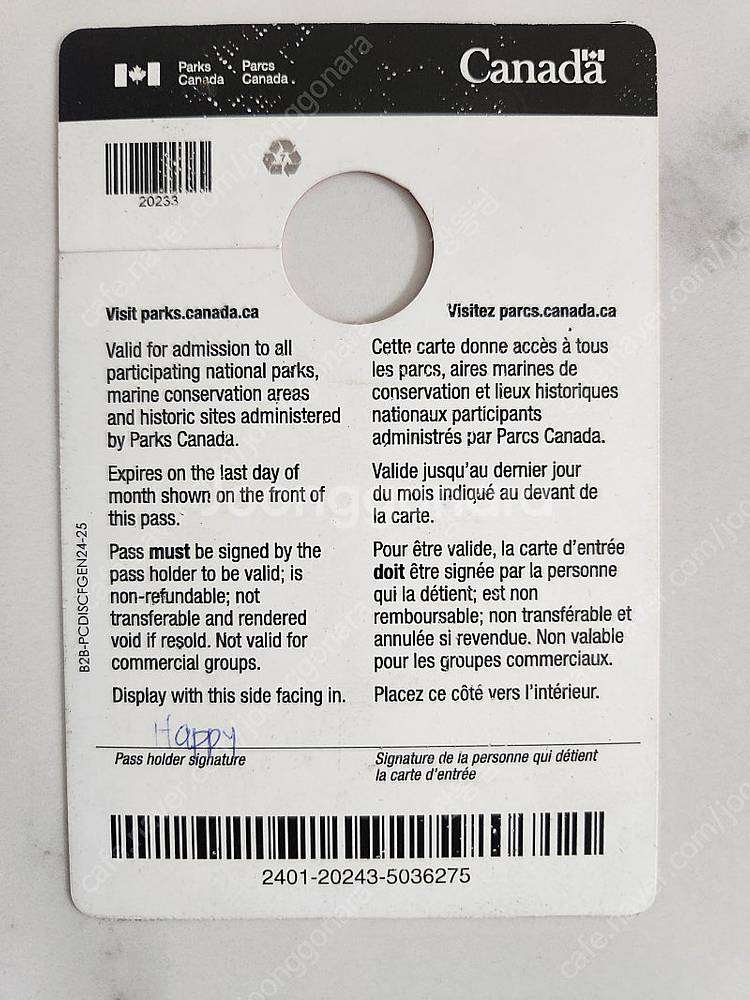 Parks Canada
Parcs Canada
Canada
20233
Visit parks.canada.ca
Valid for admission to all
participating national parks,
marine conservation areas
and historic sites administered
by Parks Canada.
Expires on the last day of
month shown on the front of
this pass.
Pass must be signed by the
pass holder to be valid; is
non-refundable; not
transferable and rendered
void if resold. Not valid for
commercial groups.
Display with this side facing in.
Visitez parcs.canada.ca
Cette carte donne accès à tous
les parcs, aires marines de
conservation et lieux historiques
nationaux participants
administrés par Parcs Canada.
Valide jusqu'au dernier jour
du mois indiqué au devant de
la carte.
Pour être valide, la carte d'entrée
doit être signée par la personne
qui la détient; est non
remboursable; non transférable et
annulée si revendue. Non valable
pour les groupes commerciaux.
Placez ce côté vers l'intérieur.
B2B-PCDISCFGEN24-25
Happy
Pass holder signature
Signature de la personne qui détient
la carte d'entrée
2401-20243-5036275
joonggonara